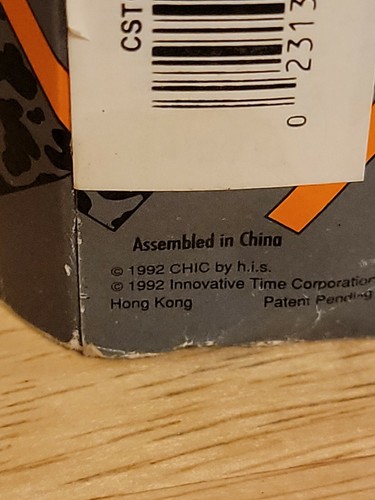 CST
0 2313
Assembled in China
© 1992 CHIC by h.i.s.
© 1992 Innovative Time Corporation
Hong Kong Patent Pending